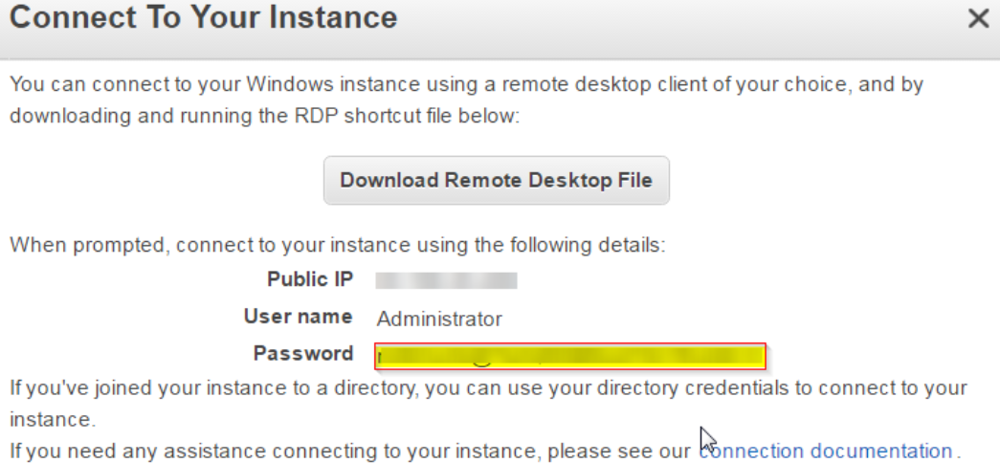 Connect To Your Instance
You can connect to your Windows instance using a remote desktop client of your choice, and by
downloading and running the RDP shortcut file below:
Download Remote Desktop File
When prompted, connect to your instance using the following details:
Public IP
User name Administrator
Password
If you've joined your instance to a directory, you can use your directory credentials to connect to your
instance.
If you need any assistance connecting to your instance, please see our connection documentation.